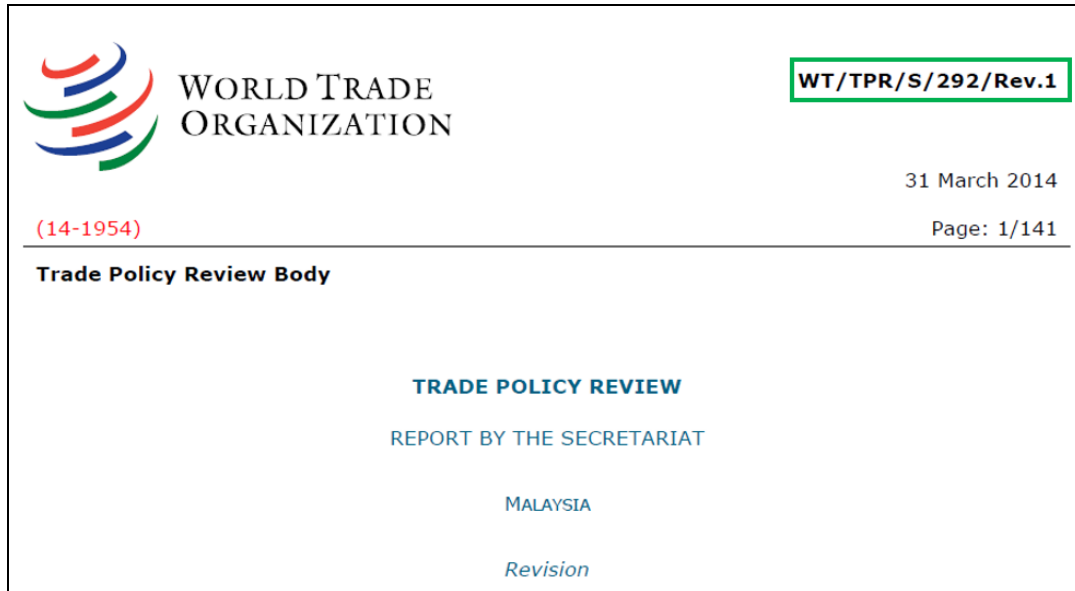 WORLD TRADE
ORGANIZATION
WT/TPR/S/292/Rev.1
31 March 2014
(14-1954)
Page: 1/141
Trade Policy Review Body
TRADE POLICY REVIEW
REPORT BY THE SECRETARIAT
MALAYSIA
Revision